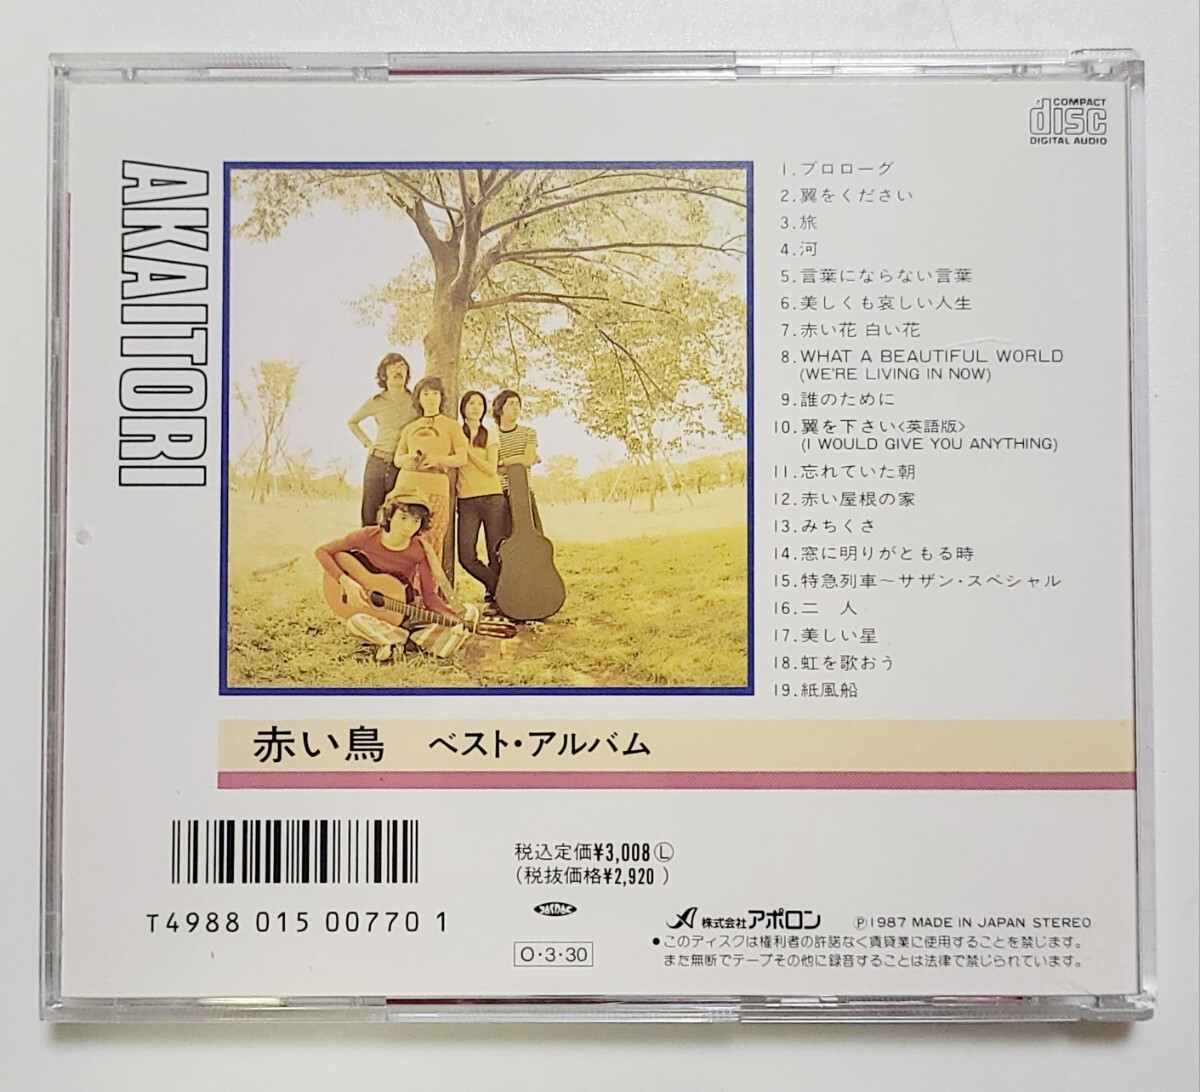 COMPACT
disc
DIGITAL AUDIO
AKAITORI
1.プロローグ
2.翼をください
3.旅
4.河
5.言葉にならない言葉
6.美しくも哀しい人生
7.赤い花 白い花
8.WHAT A BEAUTIFUL WORLD
(WE'RE LIVING IN NOW)
9.誰のために
10.翼を下さい<英語版>
(I WOULD GIVE YOU ANYTHING)
11.忘れていた朝
12.赤い屋根の家
13.みちくさ
14.窓に明りがともる時
15.特急列車〜サザン・スペシャル
16.二 人
17.美しい星
18.虹を歌おう
19.紙風船
赤い鳥 ベスト・アルバム
税込定価¥3,008Ⓛ
(税抜価格¥2,920 )
T4988 015 00770 1
JASRAC
O・3・30
株式会社アポロン ℗1987 MADE IN JAPAN STEREO
●このディスクは権利者の許諾なく賃貸業に使用することを禁じます。
また無断でテープその他に録音することは法律で禁じられています。